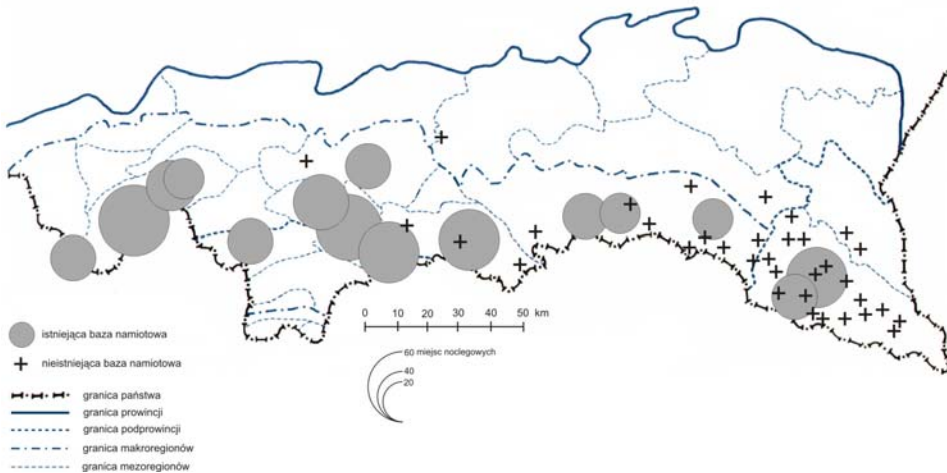 0 10 20 30 40 50 km
60 miejsc noclegowych
40
20
istniejąca baza namiotowa
nieistniejąca baza namiotowa
granica państwa
granica prowincji
granica podprowincji
granica makroregionów
granica mezoregionów